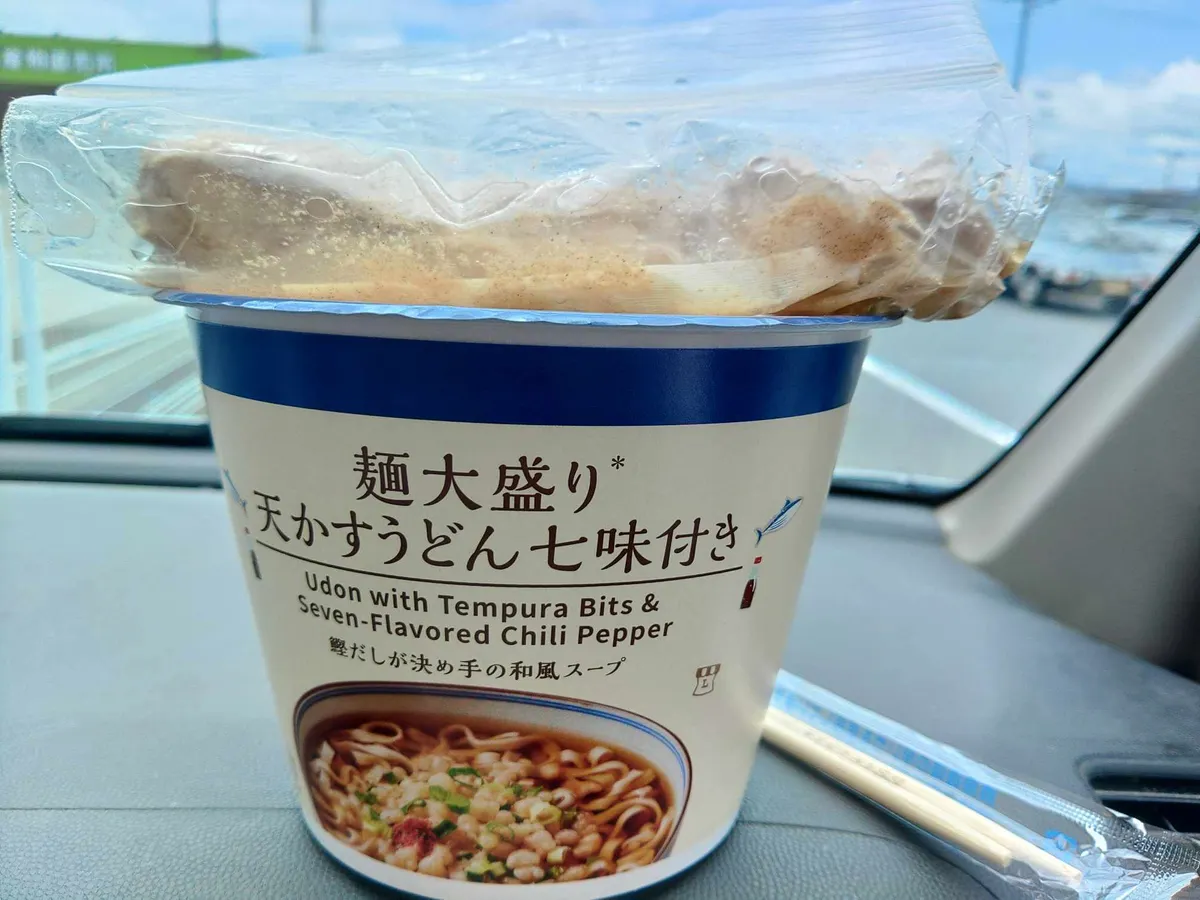 麺大盛り*
天かすうどん七味付き
Udon with Tempura Bits &
Seven-Flavored Chili Pepper
鰹だしが決め手の和風スープ
L